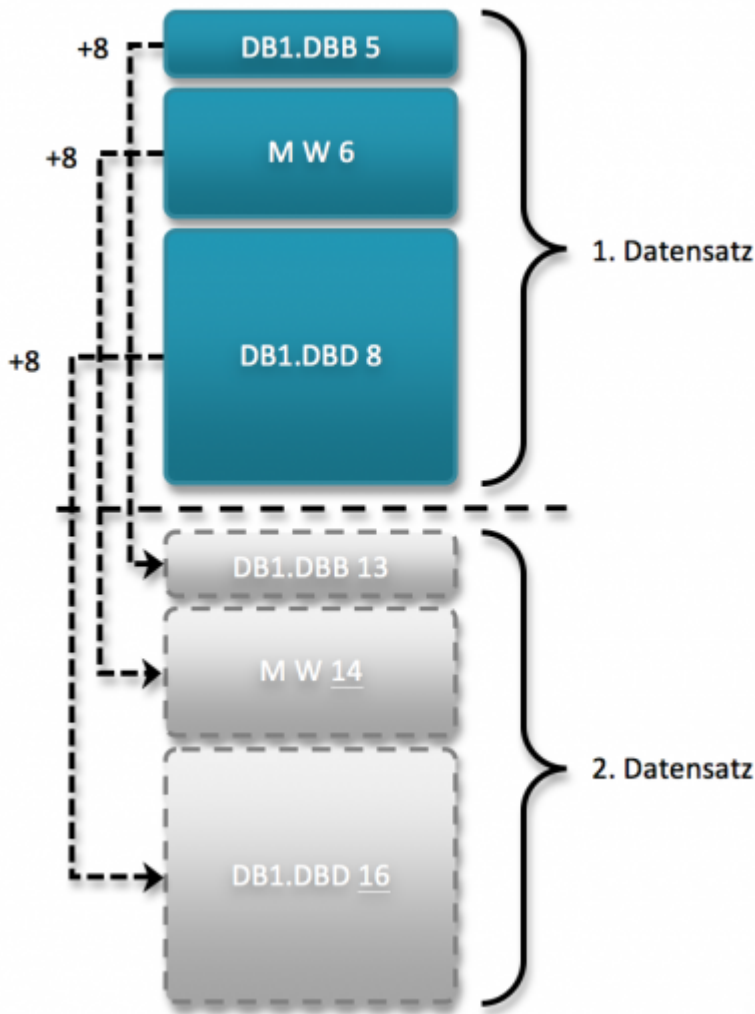 +8
DB1.DBB 5
+8
M W 6
1. Datensatz
+8
DB1.DBD 8
DB1.DBB 13
M W 14
2. Datensatz
DB1.DBD 16